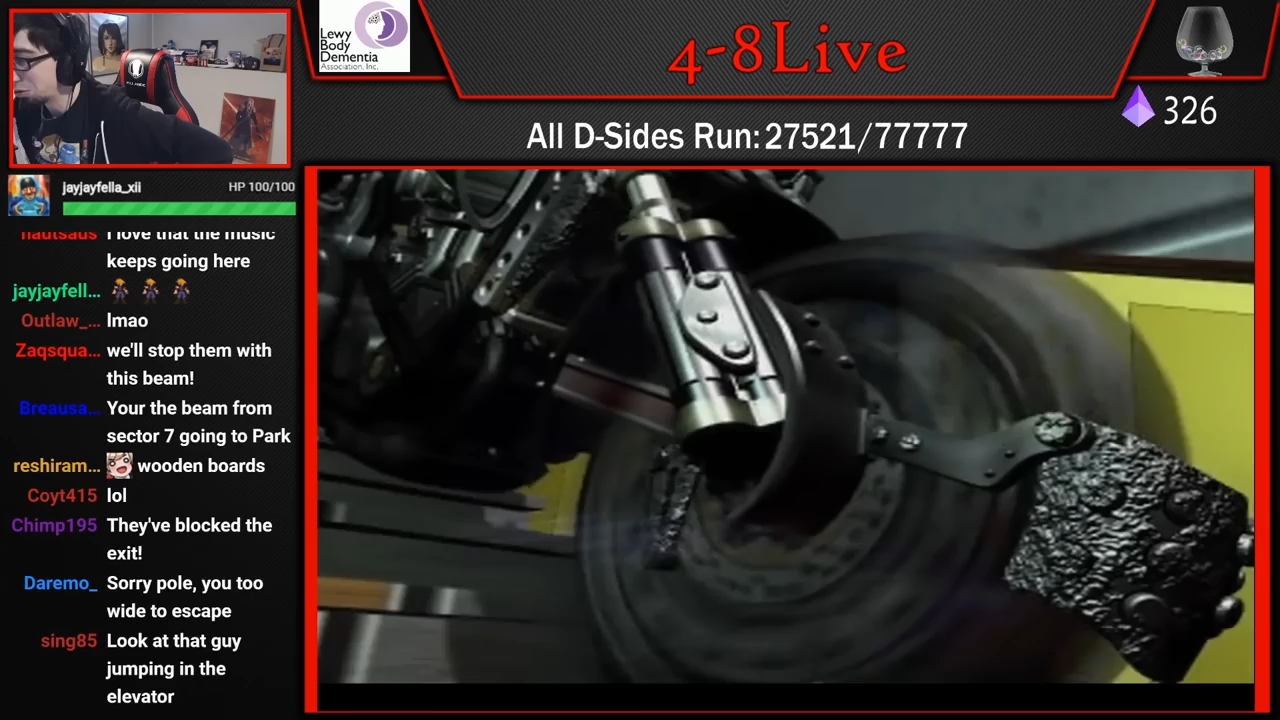 Lewy
Body
Dementia
Association, Inc.
4-8Live
326
All D-Sides Run:27521/77777
jayjayfella_xii HP 100/100
nautsaus I love that the music
keeps going here
jayjayfell...
Outlaw_... lmao
Zaqsqua... we'll stop them with
this beam!
Breausa... Your the beam from
sector 7 going to Park
reshiram... wooden boards
Coyt415 lol
Chimp195 They've blocked the
exit!
Daremo_ Sorry pole, you too
wide to escape
sing85 Look at that guy
jumping in the
elevator